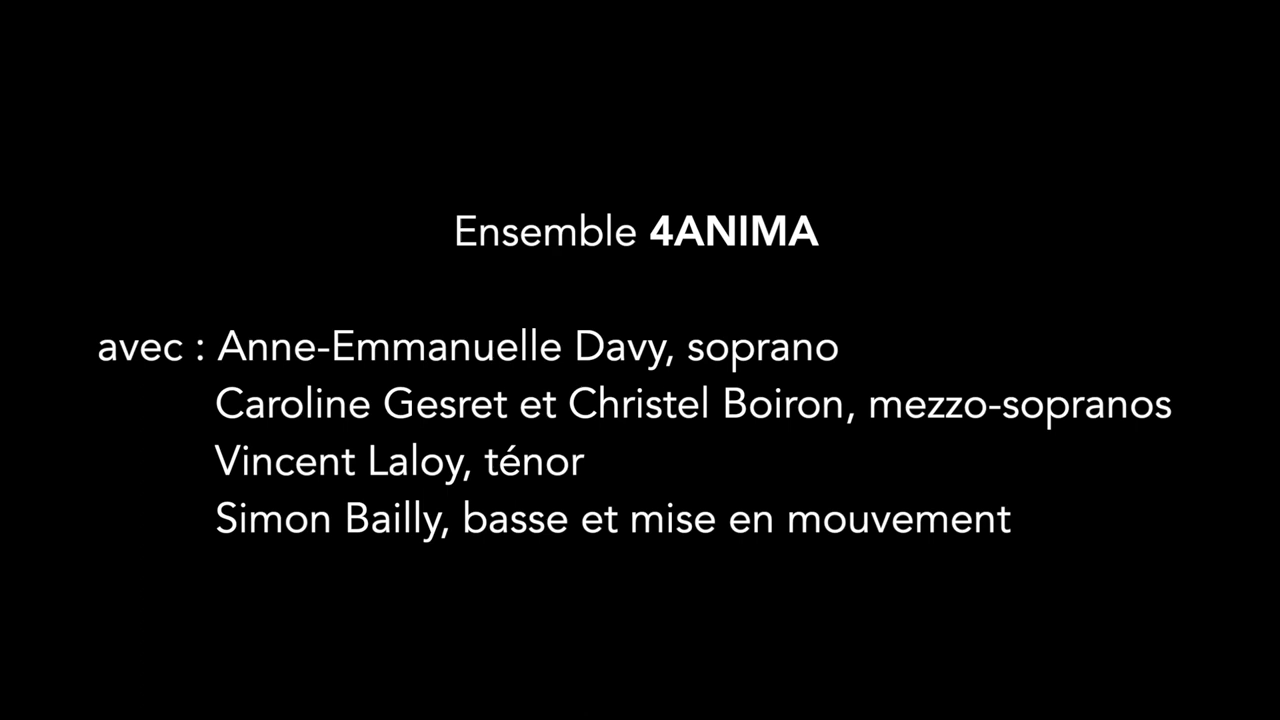 Ensemble 4ANIMA
avec : Anne-Emmanuelle Davy, soprano
Caroline Gesret et Christel Boiron, mezzo-sopranos
Vincent Laloy, ténor
Simon Bailly, basse et mise en mouvement